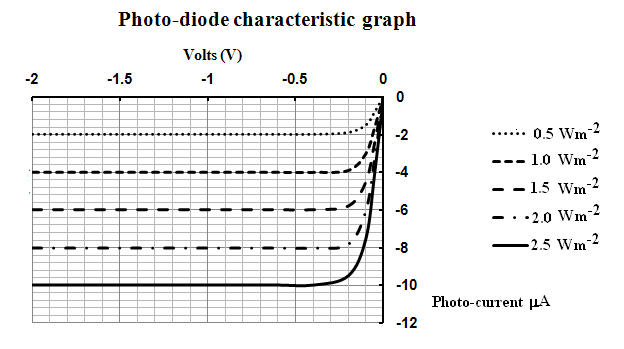 Photo-diode characteristic graph
Volts (V)
-2 -1.5 -1 -0.5 0
0
-2
-4
-6
-8
-10
-12
0.5 Wm-2
1.0 Wm-2
1.5 Wm-2
2.0 Wm-2
2.5 Wm-2
Photo-current μA